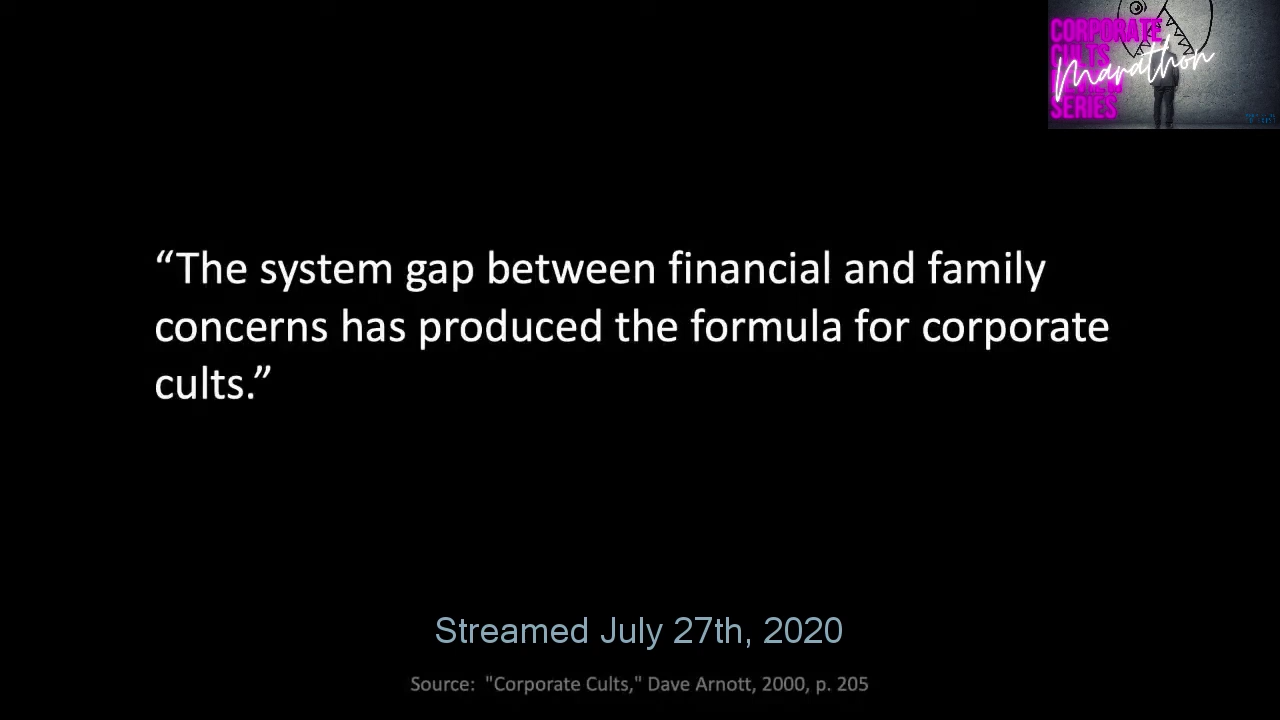 CORPORATE
CULTS
Marathon
SERIES
“The system gap between financial and family
concerns has produced the formula for corporate
cults.”
Streamed July 27th, 2020
Source:  "Corporate Cults," Dave Arnott, 2000, p. 205